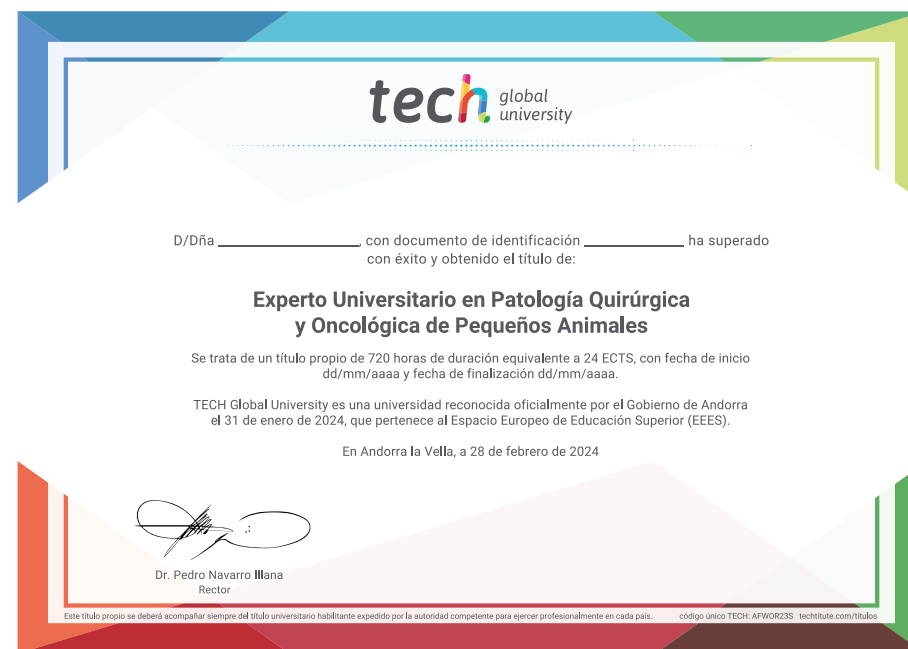 tech global university
D/Dña ____________________, con documento de identificación ______________ ha superado
con éxito y obtenido el título de:
Experto Universitario en Patología Quirúrgica
y Oncológica de Pequeños Animales
Se trata de un título propio de 720 horas de duración equivalente a 24 ECTS, con fecha de inicio
dd/mm/aaaa y fecha de finalización dd/mm/aaaa.
TECH Global University es una universidad reconocida oficialmente por el Gobierno de Andorra
el 31 de enero de 2024, que pertenece al Espacio Europeo de Educación Superior (EEES).
En Andorra la Vella, a 28 de febrero de 2024
Dr. Pedro Navarro Illana
Rector
Este título propio se deberá acompañar siempre del título universitario habilitante expedido por la autoridad competente para ejercer profesionalmente en cada país. código único TECH: AFWOR23S techtitute.com/titulos